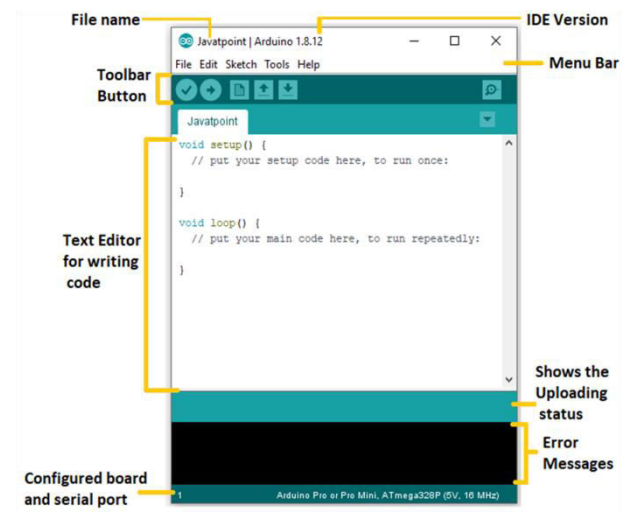 File name
IDE Version
Javatpoint | Arduino 1.8.12
File Edit Sketch Tools Help
Menu Bar
Toolbar
Button
Javatpoint
void setup() {
// put your setup code here, to run once:
}
void loop() {
// put your main code here, to run repeatedly:
}
Text Editor
for writing
code
Shows the
Uploading
status
Error
Messages
Configured board
and serial port
1
Arduino Pro or Pro Mini, ATmega328P (5V, 16 MHz)